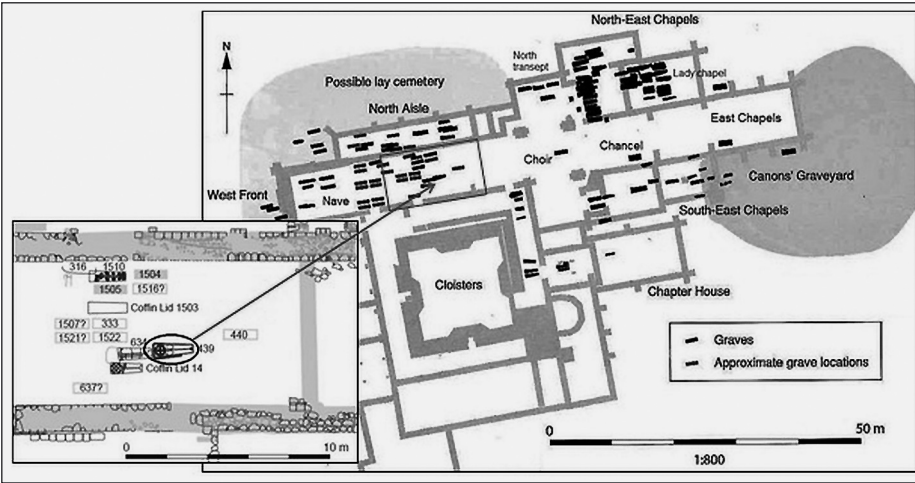 North-East Chapels
N
North
transept
Possible lay cemetery
Lady chapel
North Aisle
East Chapels
Choir
Chancel
Canons' Graveyard
West Front
Nave
South-East Chapels
Cloisters
Chapter House
Graves
Approximate grave locations
0
50 m
1:800
316
1510
1504
1505
1516?
Coffin Lid 1503
1507?
333
1521?
1522
634
440
439
Coffin Lid 14
637?
0
10 m